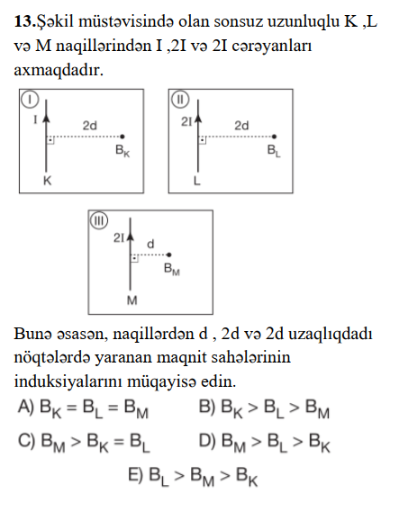 13.Şəkil müstəvisində olan sonsuz uzunluqlu K ,L
və M naqillərindən I ,2I və 2I cərəyanları
axmaqdadır.
I
I
2d
B_K
K
II
2I
2d
B_L
L
III
2I
d
B_M
M
Buna əsasən, naqillərdən d , 2d və 2d uzaqlıqdadı
nöqtələrdə yaranan maqnit sahələrinin
induksiyalarını müqayisə edin.
A) B_K = B_L = B_M B) B_K > B_L > B_M
C) B_M > B_K = B_L D) B_M > B_L > B_K
E) B_L > B_M > B_K